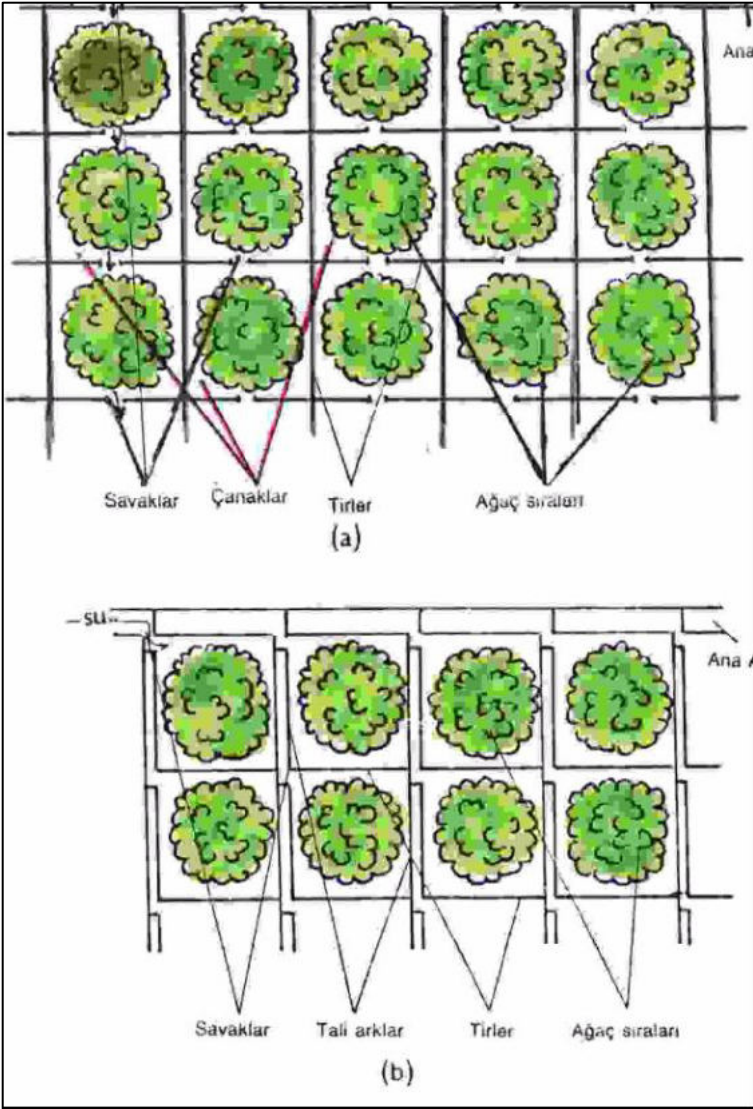 Ana
Savaklar Çanaklar Tirler Ağaç sıraları
(a)
su
Ana A
Savaklar Tali arklar Tirler Ağaç sıraları
(b)